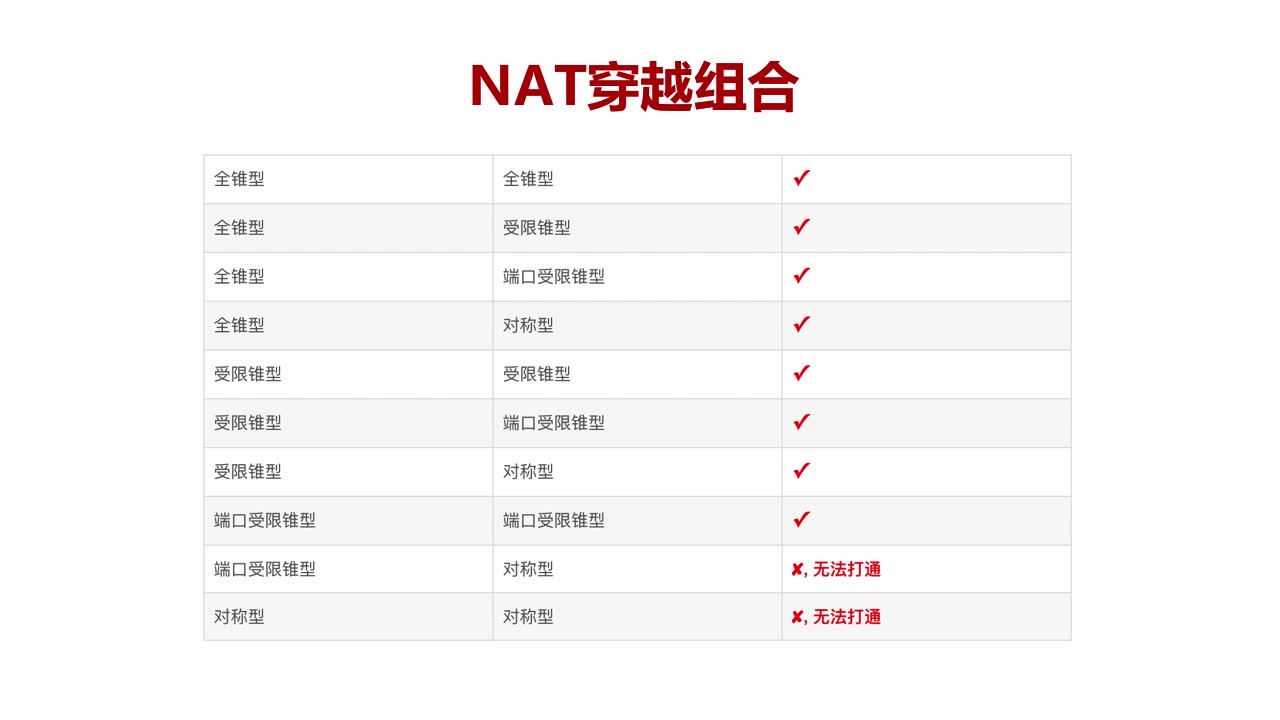 NAT穿越组合
全锥型 全锥型 ✓
全锥型 受限锥型 ✓
全锥型 端口受限锥型 ✓
全锥型 对称型 ✓
受限锥型 受限锥型 ✓
受限锥型 端口受限锥型 ✓
受限锥型 对称型 ✓
端口受限锥型 端口受限锥型 ✓
端口受限锥型 对称型 ✘, 无法打通
对称型 对称型 ✘, 无法打通